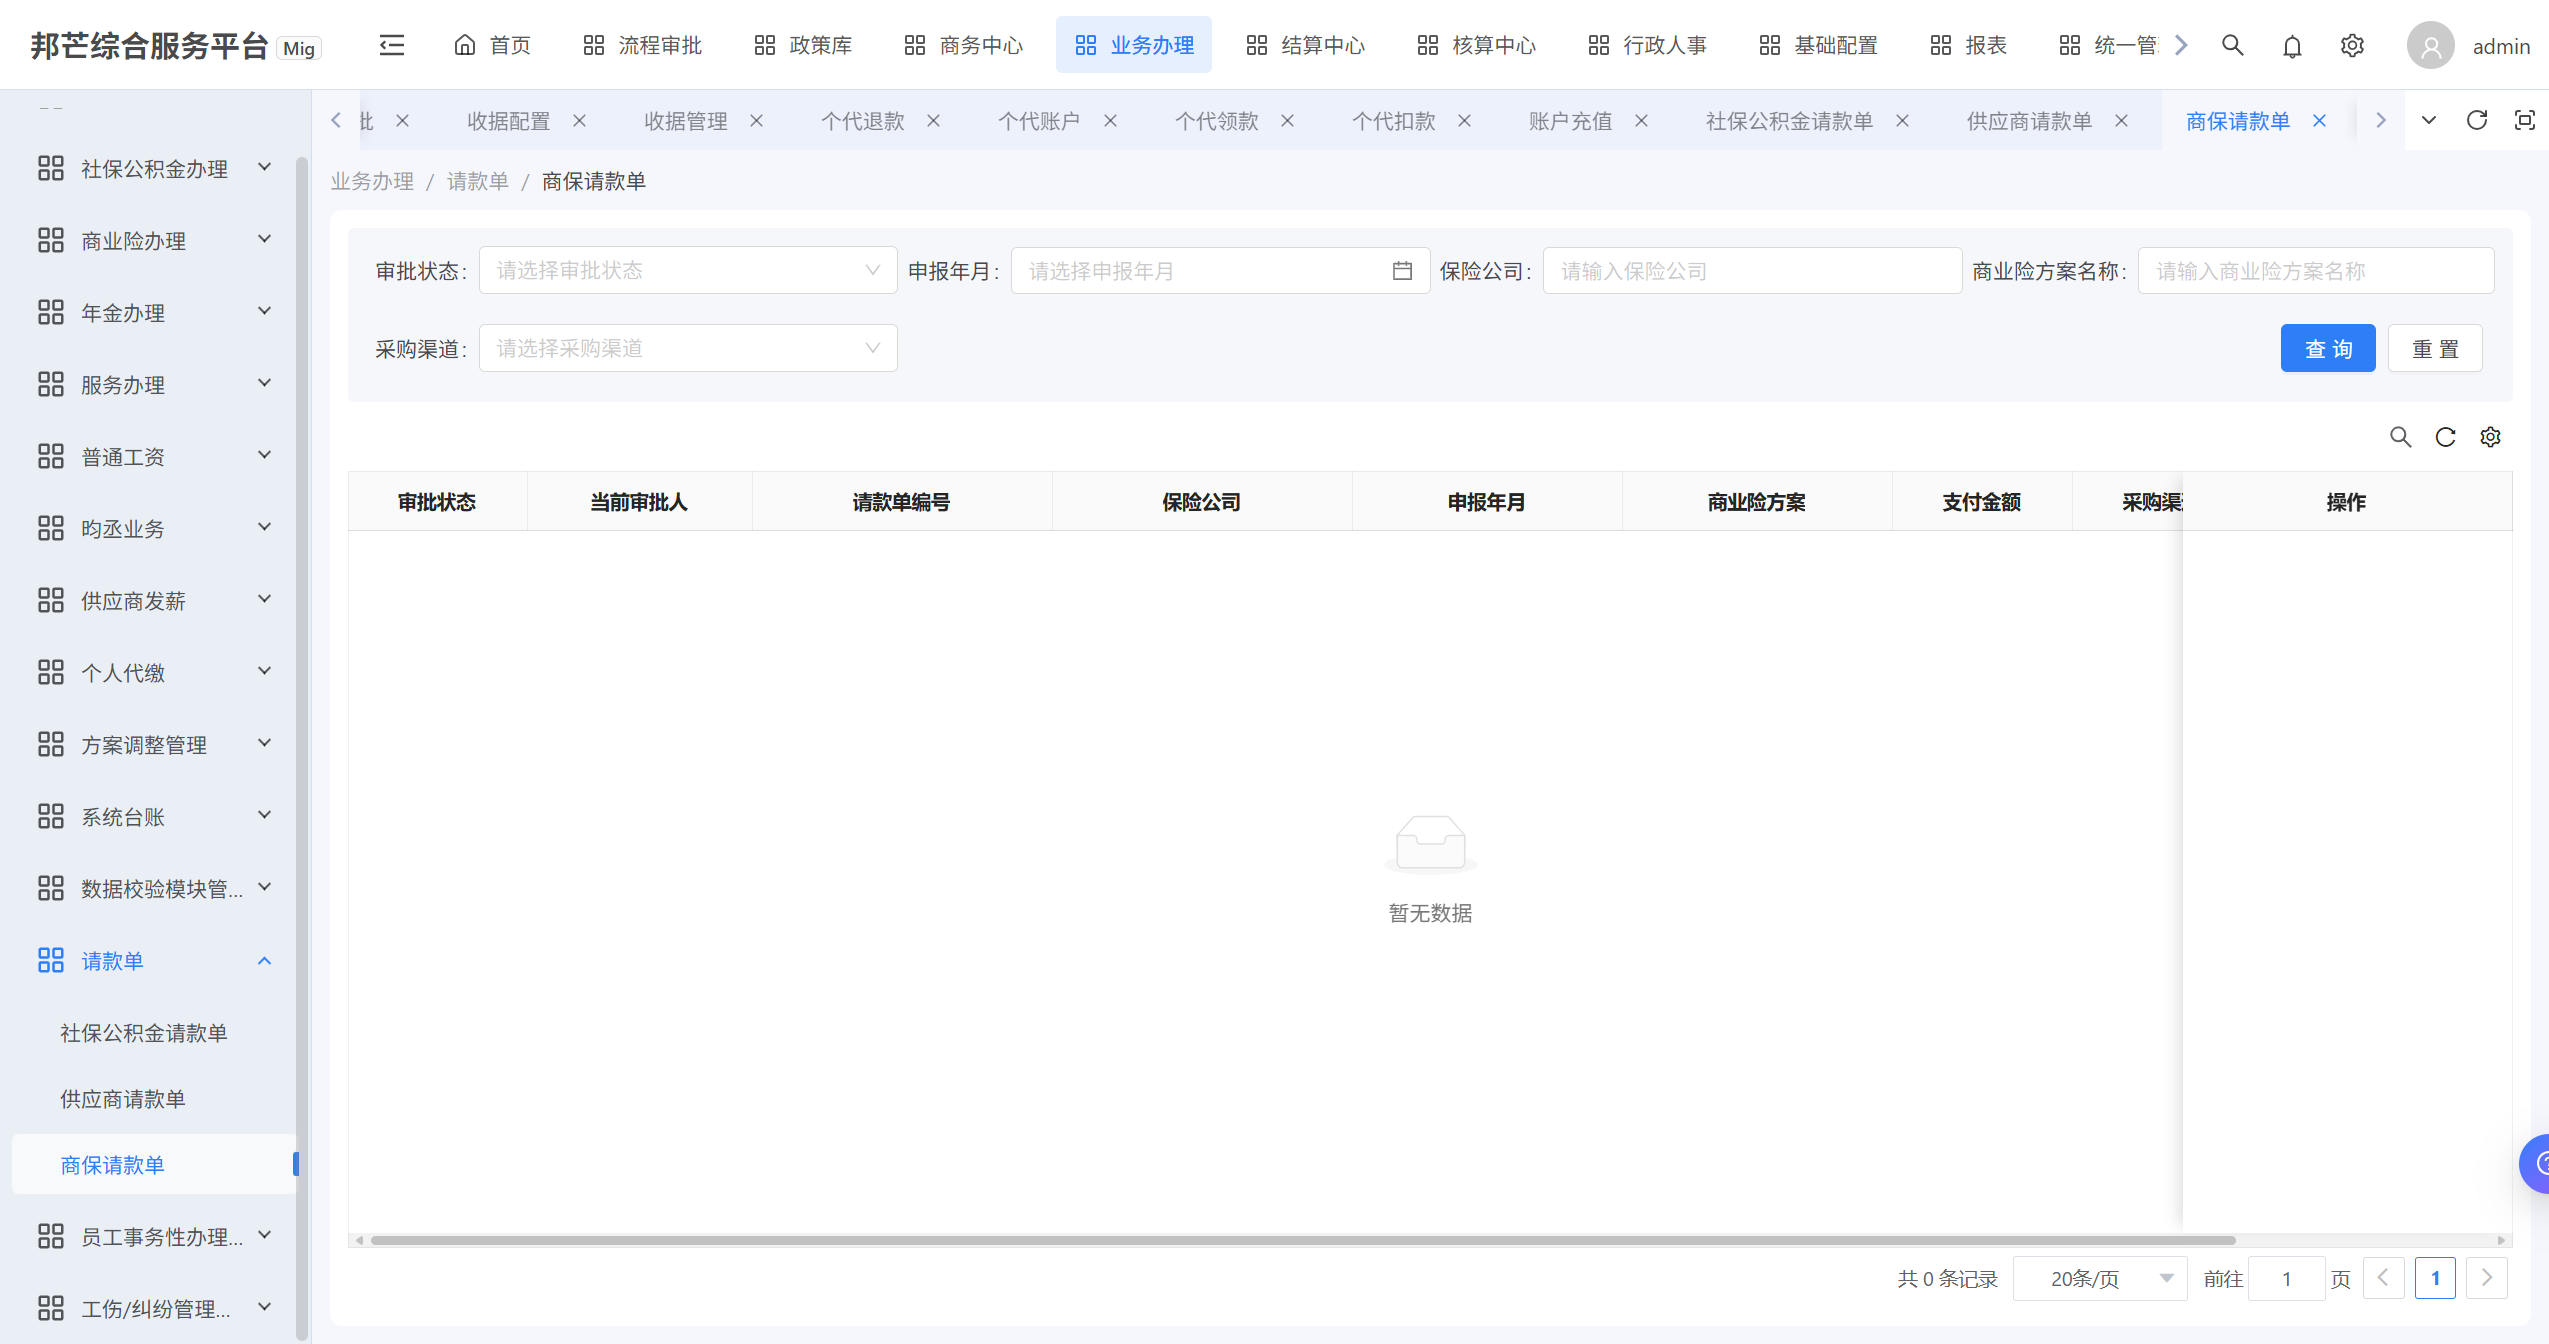 邦芒综合服务平台 Mig 首页 流程审批 政策库 商务中心 业务办理 结算中心 核算中心 行政人事 基础配置 报表 统一管 admin
批 收据配置 收据管理 个代退款 个代账户 个代领款 个代扣款 账户充值 社保公积金请款单 供应商请款单 商保请款单
业务办理 / 请款单 / 商保请款单
社保公积金办理
商业险办理
年金办理
服务办理
普通工资
昀丞业务
供应商发薪
个人代缴
方案调整管理
系统台账
数据校验模块管...
请款单
社保公积金请款单
供应商请款单
商保请款单
员工事务性办理...
工伤/纠纷管理...
审批状态: 请选择审批状态 申报年月: 请选择申报年月 保险公司: 请输入保险公司 商业险方案名称: 请输入商业险方案名称
采购渠道: 请选择采购渠道 查 询 重 置
审批状态 当前审批人 请款单编号 保险公司 申报年月 商业险方案 支付金额 采购渠 操作
暂无数据
共 0 条记录 20条/页 前往 1 页 1